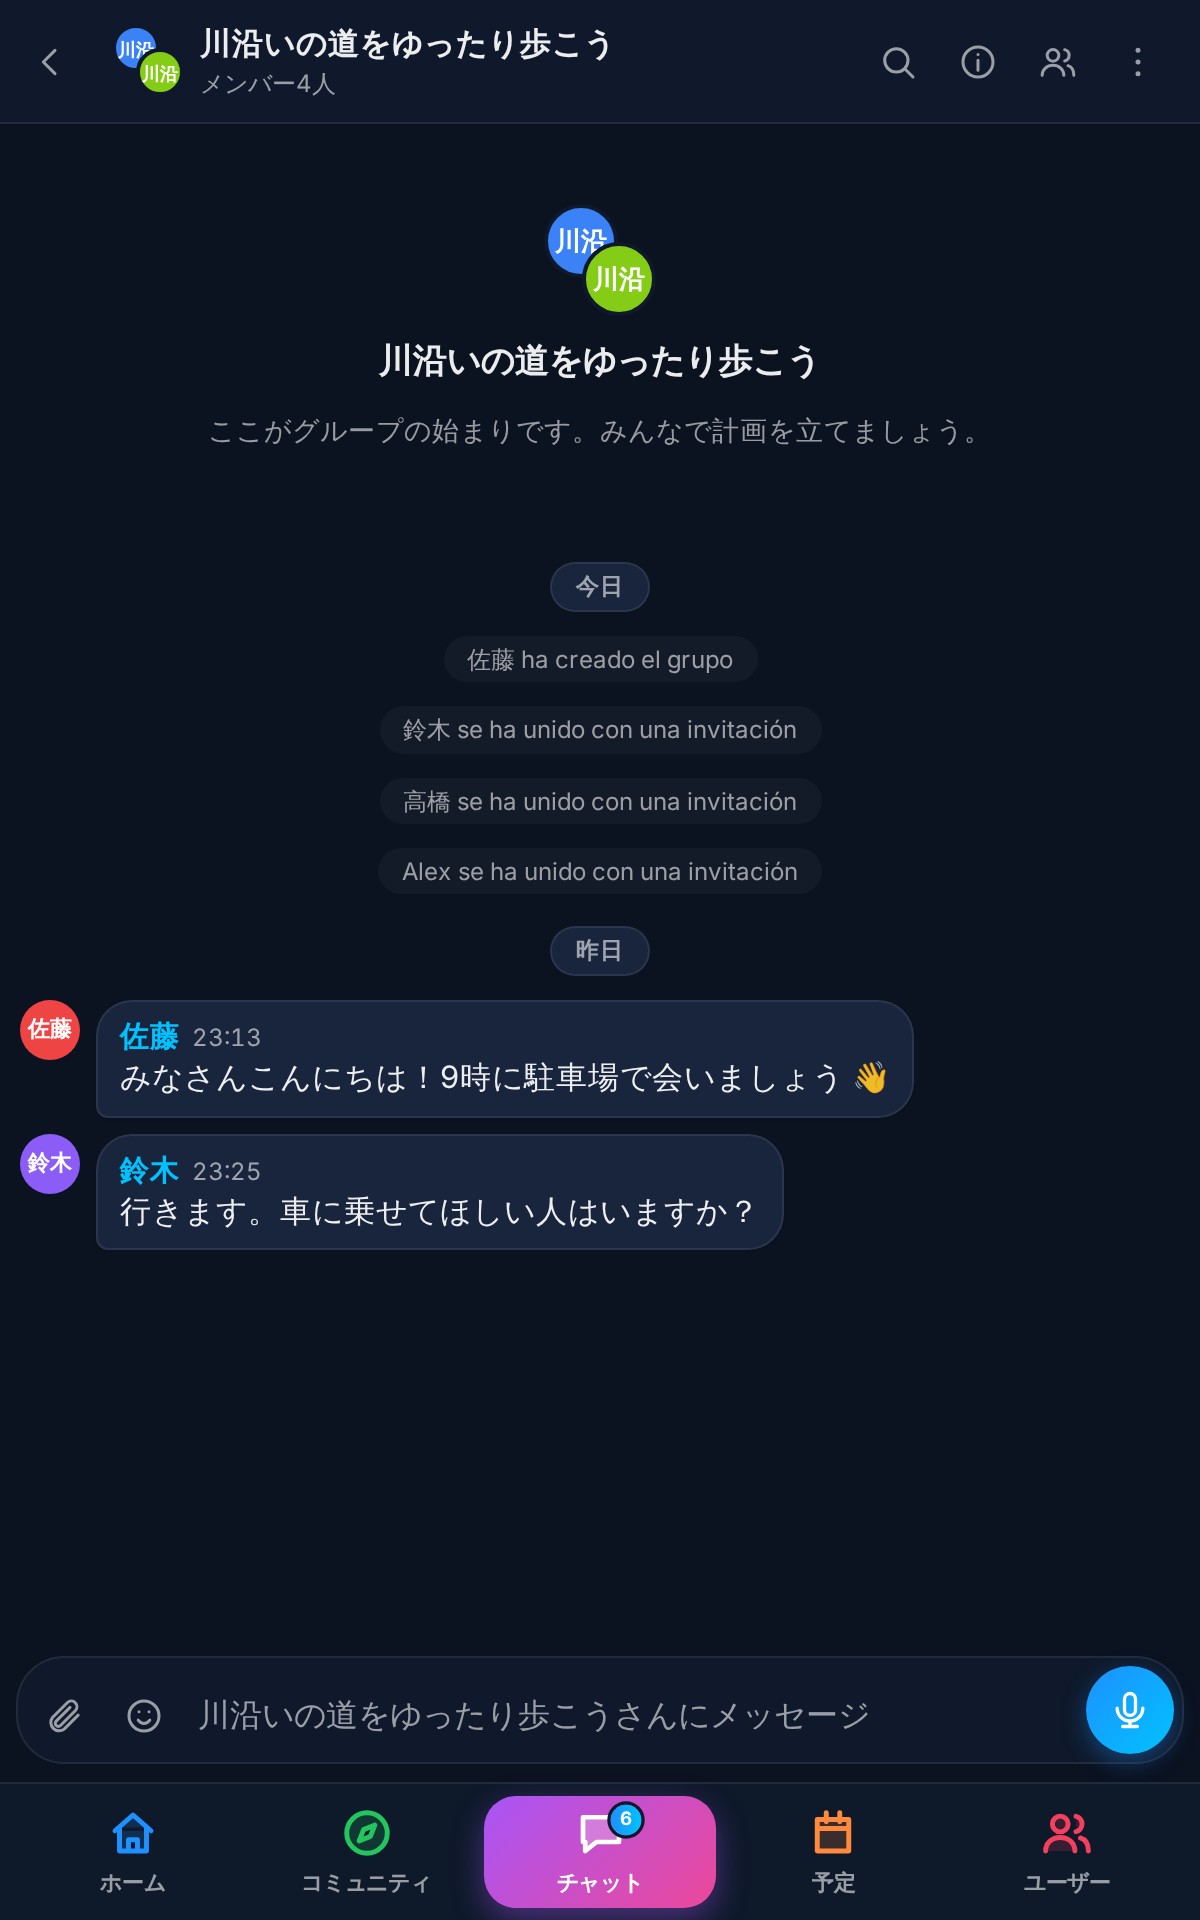 川沿
川沿
川沿いの道をゆったり歩こう
メンバー4人
川沿
川沿
川沿いの道をゆったり歩こう
ここがグループの始まりです。みんなで計画を立てましょう。
今日
佐藤 ha creado el grupo
鈴木 se ha unido con una invitación
高橋 se ha unido con una invitación
Alex se ha unido con una invitación
昨日
佐藤
佐藤 23:13
みなさんこんにちは！9時に駐車場で会いましょう 👋
鈴木
鈴木 23:25
行きます。車に乗せてほしい人はいますか？
川沿いの道をゆったり歩こうさんにメッセージ
6
ホーム
コミュニティ
チャット
予定
ユーザー